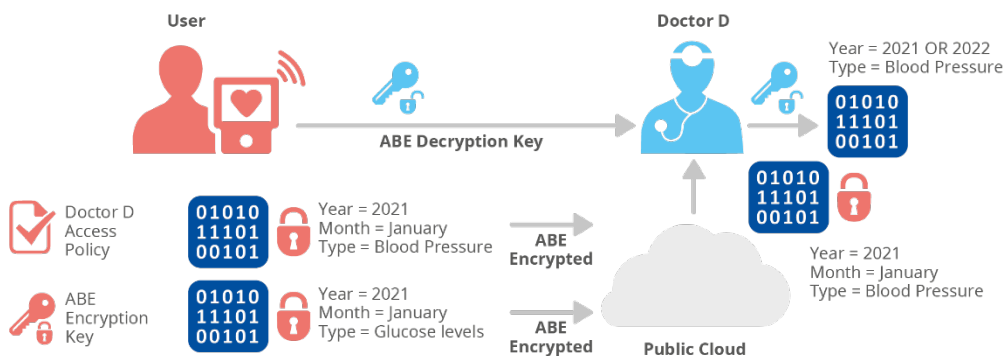 User
Doctor D
Year = 2021 OR 2022
Type = Blood Pressure
01010
11101
00101
ABE Decryption Key
01010
11101
00101
Doctor D
Access
Policy
01010
11101
00101
Year = 2021
Month = January
Type = Blood Pressure
ABE
Encrypted
Year = 2021
Month = January
Type = Blood Pressure
ABE
Encryption
Key
01010
11101
00101
Year = 2021
Month = January
Type = Glucose levels
ABE
Encrypted
Public Cloud